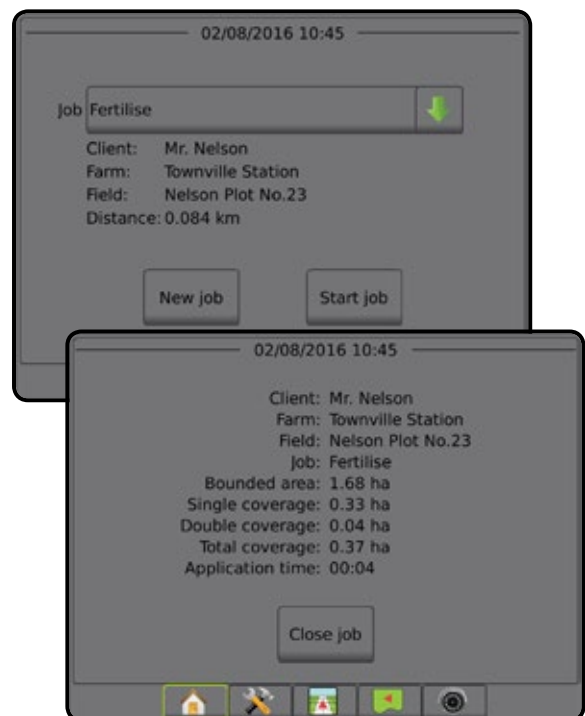 02/08/2016 10:45
Job Fertilise
Client: Mr. Nelson
Farm: Townville Station
Field: Nelson Plot No.23
Distance: 0.084 km
New job Start job
02/08/2016 10:45
Client: Mr. Nelson
Farm: Townville Station
Field: Nelson Plot No.23
Job: Fertilise
Bounded area: 1.68 ha
Single coverage: 0.33 ha
Double coverage: 0.04 ha
Total coverage: 0.37 ha
Application time: 00:04
Close job